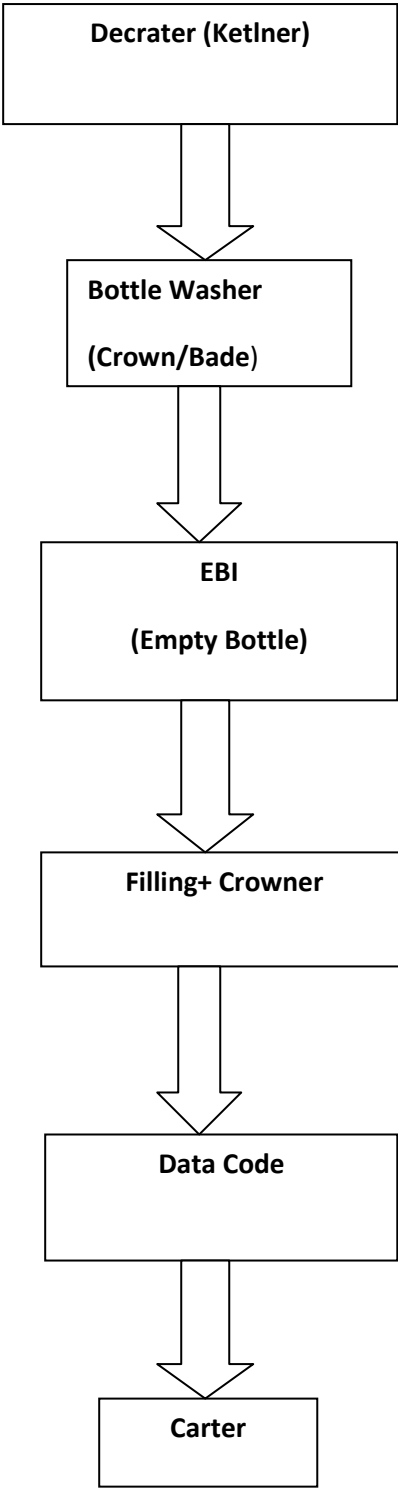 Decrater (Ketlner)
Bottle Washer
(Crown/Bade)
EBI
(Empty Bottle)
Filling+ Crowner
Data Code
Carter